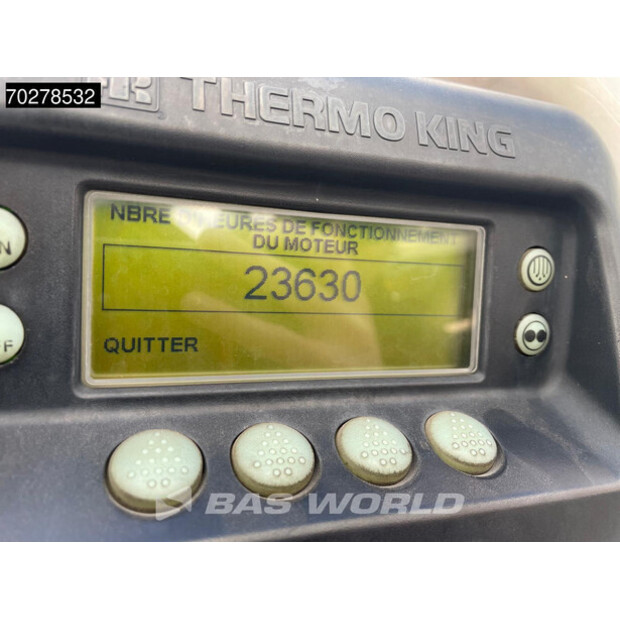 70278532
THERMO KING
NBRE EURES DE FONCTIONNEMENT
DU MOTEUR
23630
QUITTER
BAS WORLD